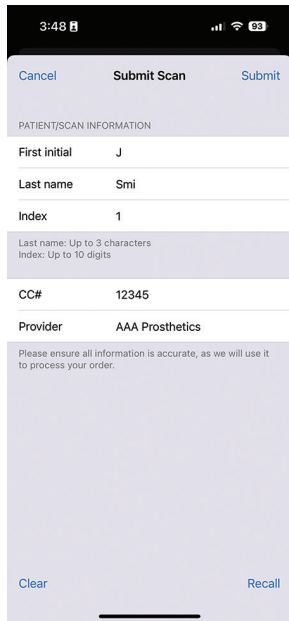 3:48 93
Cancel Submit Scan Submit
PATIENT/SCAN INFORMATION
First initial J
Last name Smi
Index 1
Last name: Up to 3 characters
Index: Up to 10 digits
CC# 12345
Provider AAA Prosthetics
Please ensure all information is accurate, as we will use it
to process your order.
Clear Recall